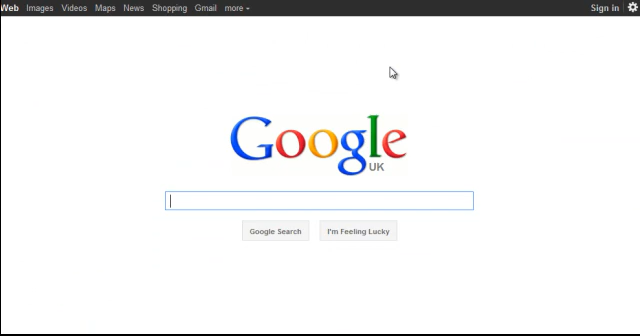 Web Images Videos Maps News Shopping Gmail more Sign in
Google
UK
Google Search I'm Feeling Lucky